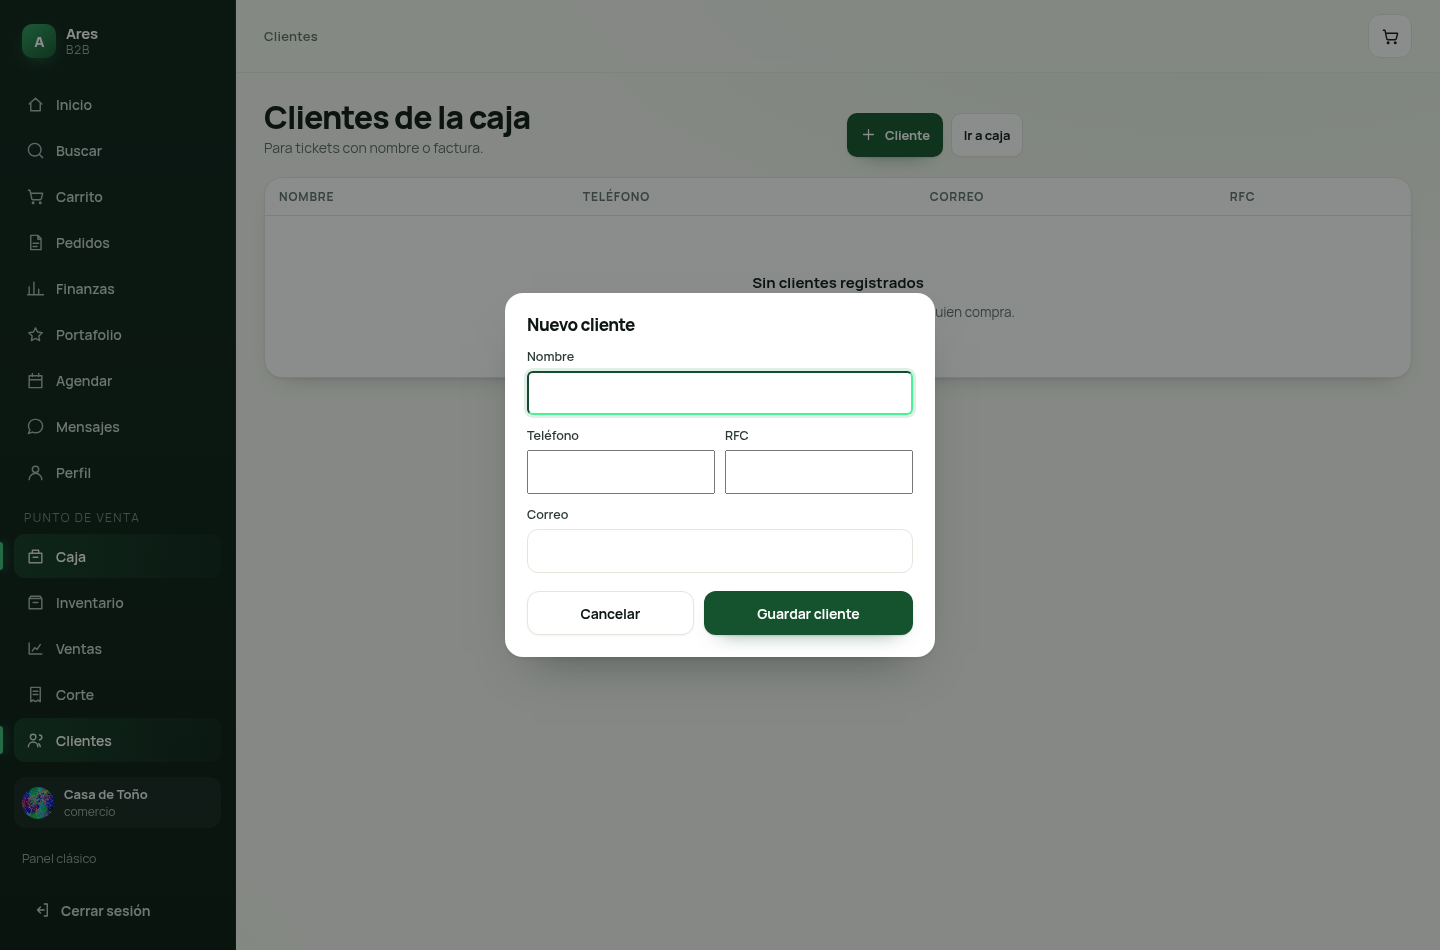 A
Ares
B2B
Inicio
Buscar
Carrito
Pedidos
Finanzas
Portafolio
Agendar
Mensajes
Perfil
PUNTO DE VENTA
Caja
Inventario
Ventas
Corte
Clientes
Casa de Toño
comercio
Panel clásico
Cerrar sesión
Clientes
Clientes de la caja
Para tickets con nombre o factura.
Cliente
Ir a caja
NOMBRE TELÉFONO CORREO RFC
Sin clientes registrados
compra.
Nuevo cliente
Nombre
Teléfono RFC
Correo
Cancelar Guardar cliente